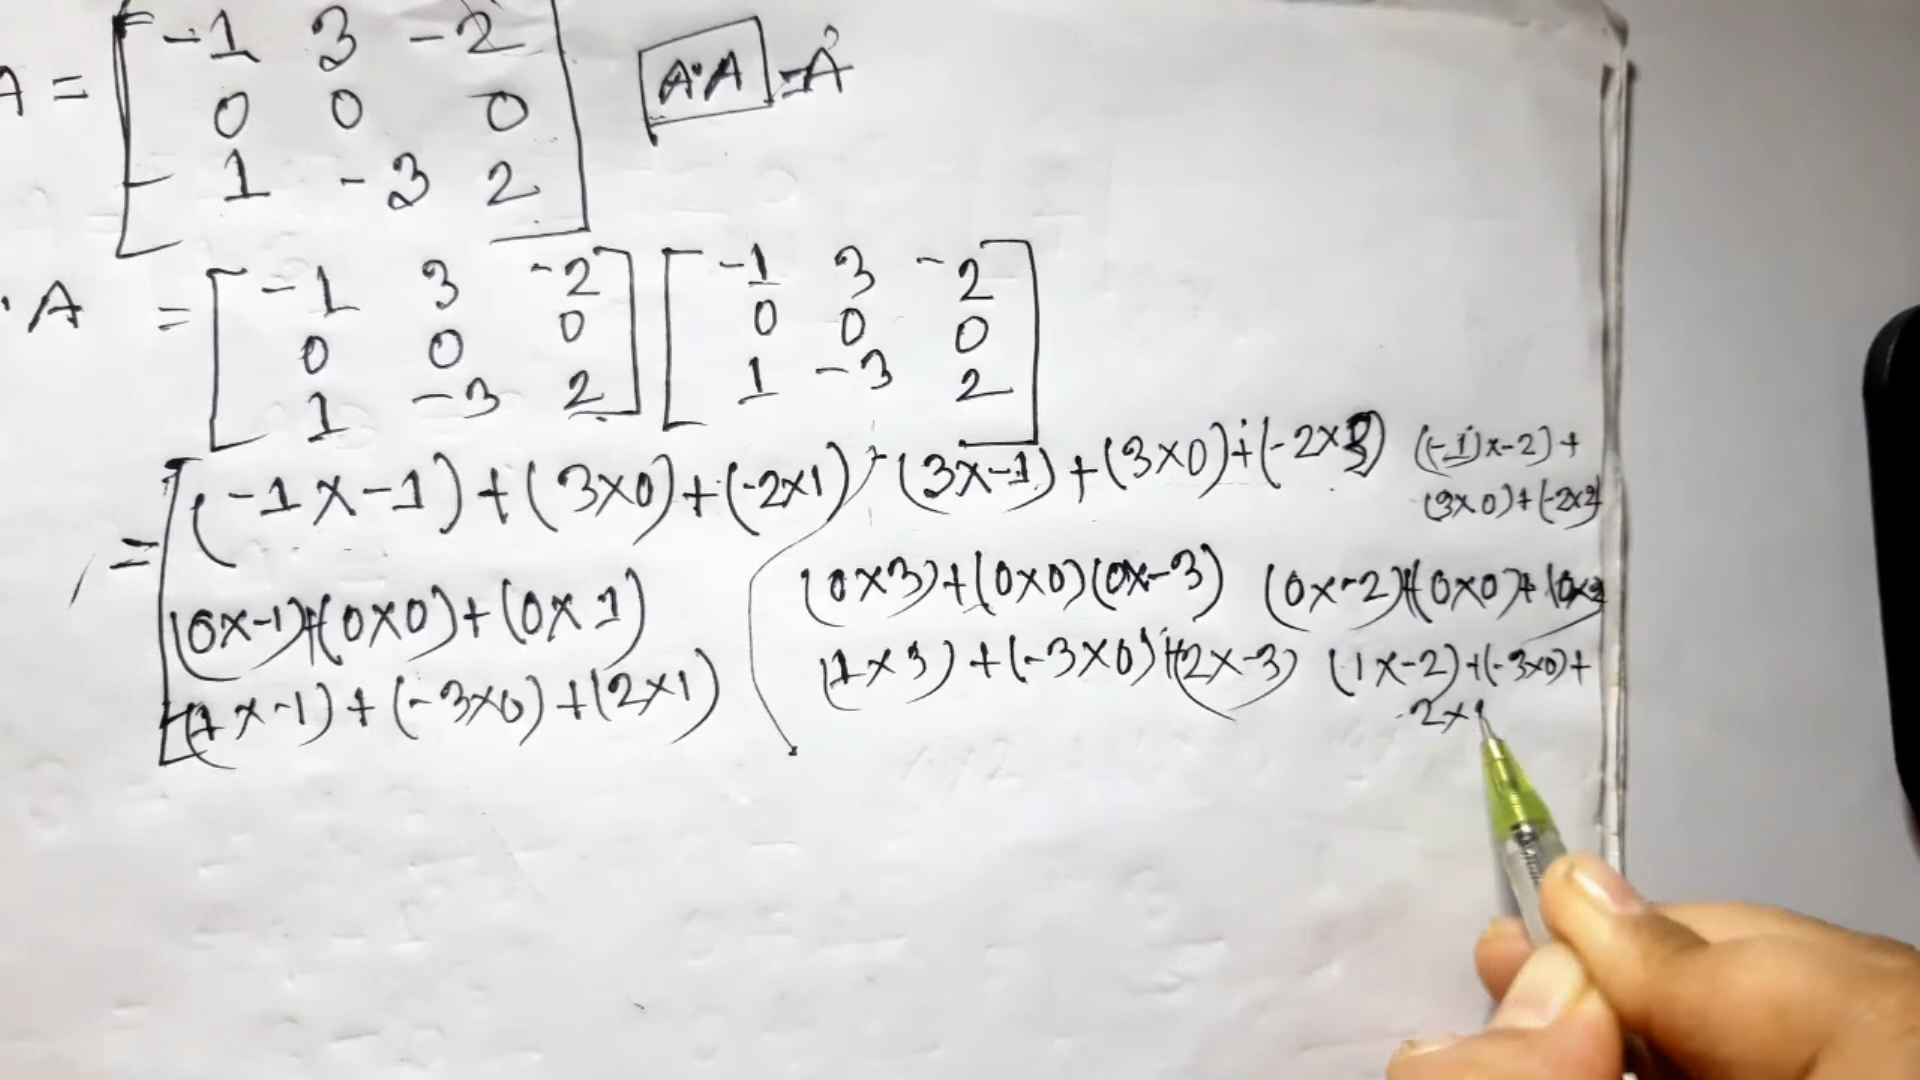 A = [ -1 3 -2
0 0 0
1 -3 2 ]
A·A = A
· A = [ -1 3 -2 ] [ -1 3 -2 ]
0 0 0 0 0 0
1 -3 2 1 -3 2
= [ (-1×-1)+(3×0)+(-2×1) (3×-1)+(3×0)+(-2×3) (-1)×-2)+
(3×0)+(-2×2
(0×-1)+(0×0)+(0×1) (0×3)+(0×0)(0×-3) (0×-2)+(0×0)+(0×2
(1×-1)+(-3×0)+(2×1) (1×3)+(-3×0)+(2×-3) (1×-2)+(-3×0)+
2×